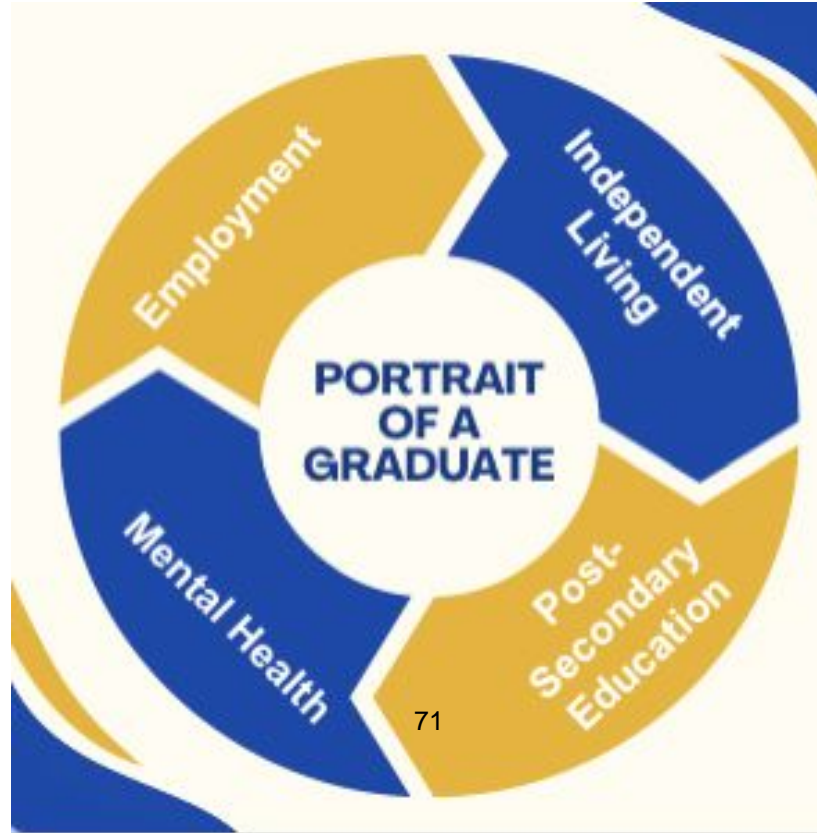 Employment
Independent
Living
PORTRAIT
OF A
GRADUATE
Mental Health
Post-
Secondary
Education
71